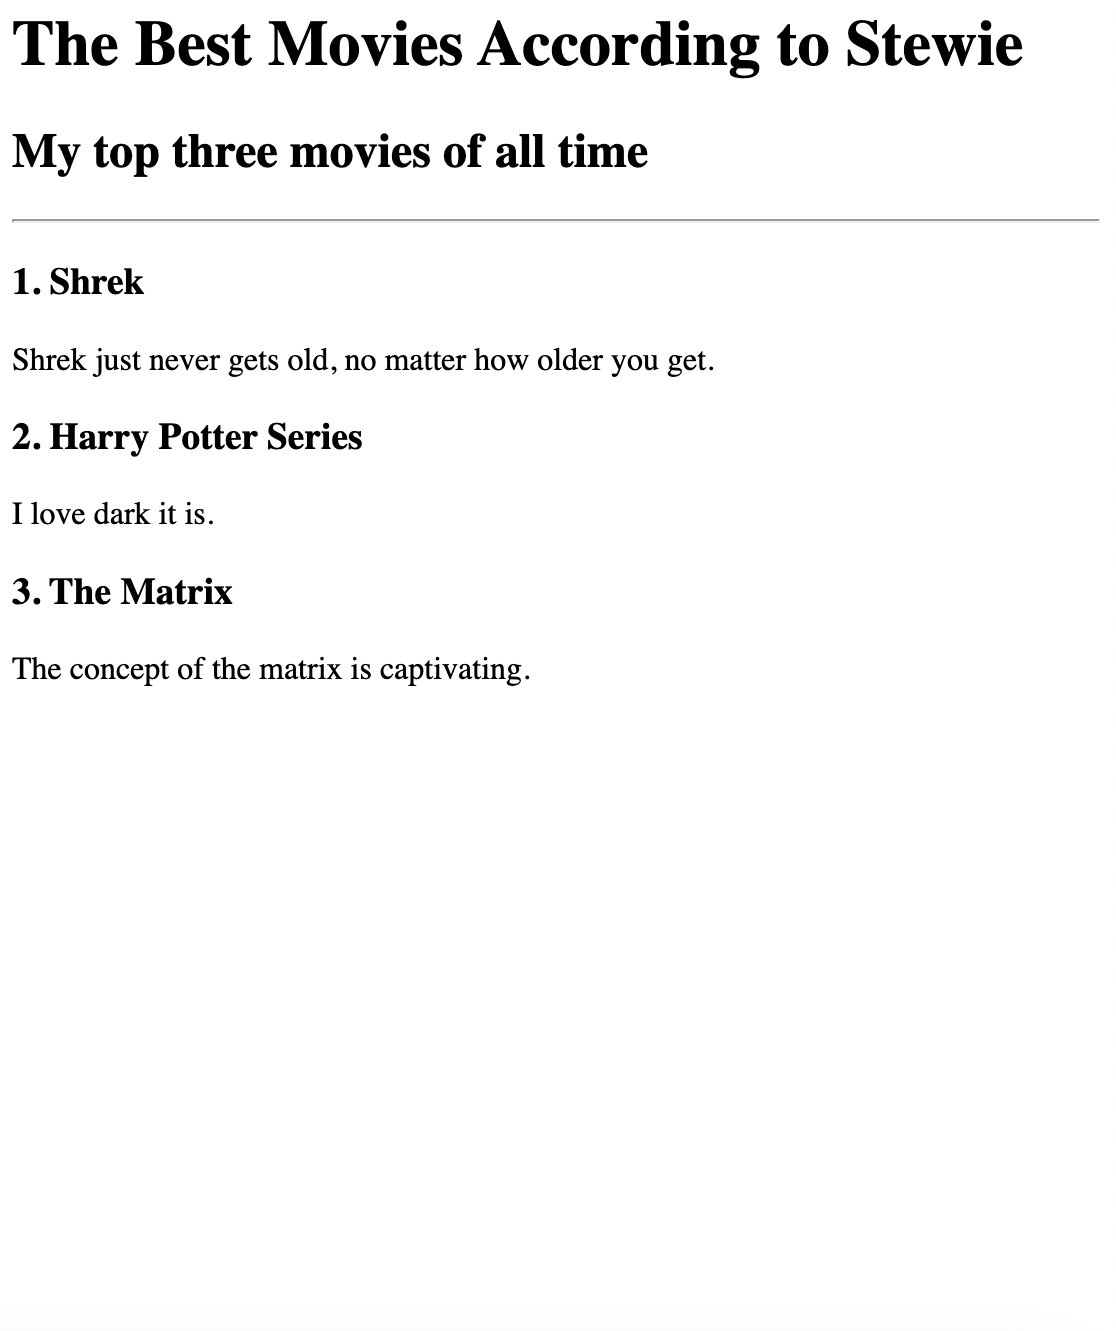 The Best Movies According to Stewie
My top three movies of all time
1. Shrek
Shrek just never gets old, no matter how older you get.
2. Harry Potter Series
I love dark it is.
3. The Matrix
The concept of the matrix is captivating.